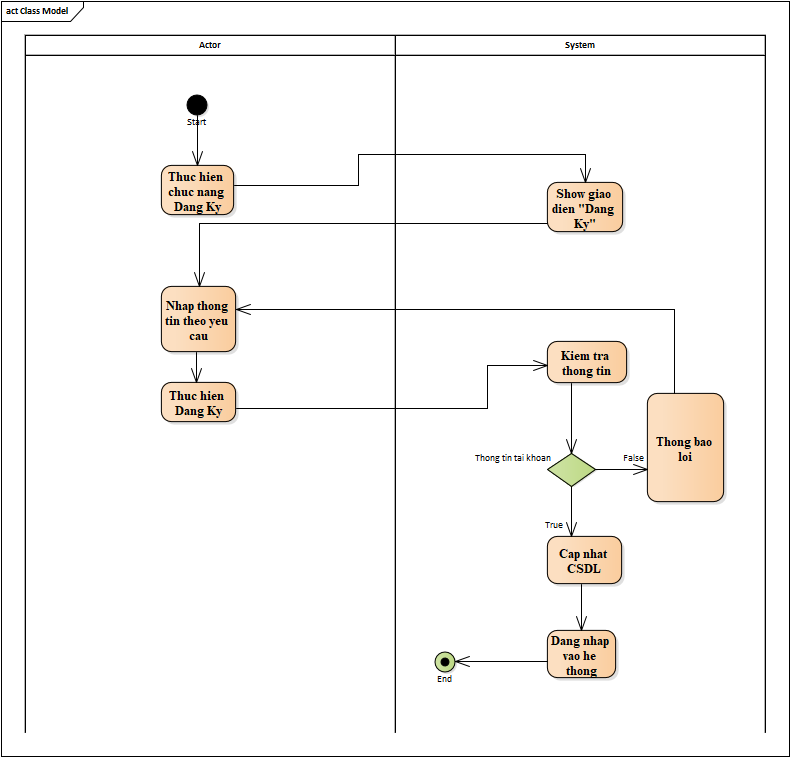 act Class Model
Actor
System
Start
Thuc hien
chuc nang
Dang Ky
Show giao
dien "Dang
Ky"
Nhap thong
tin theo yeu
cau
Thuc hien
Dang Ky
Kiem tra
thong tin
Thong tin tai khoan
False
Thong bao
loi
True
Cap nhat
CSDL
Dang nhap
vao he
thong
End